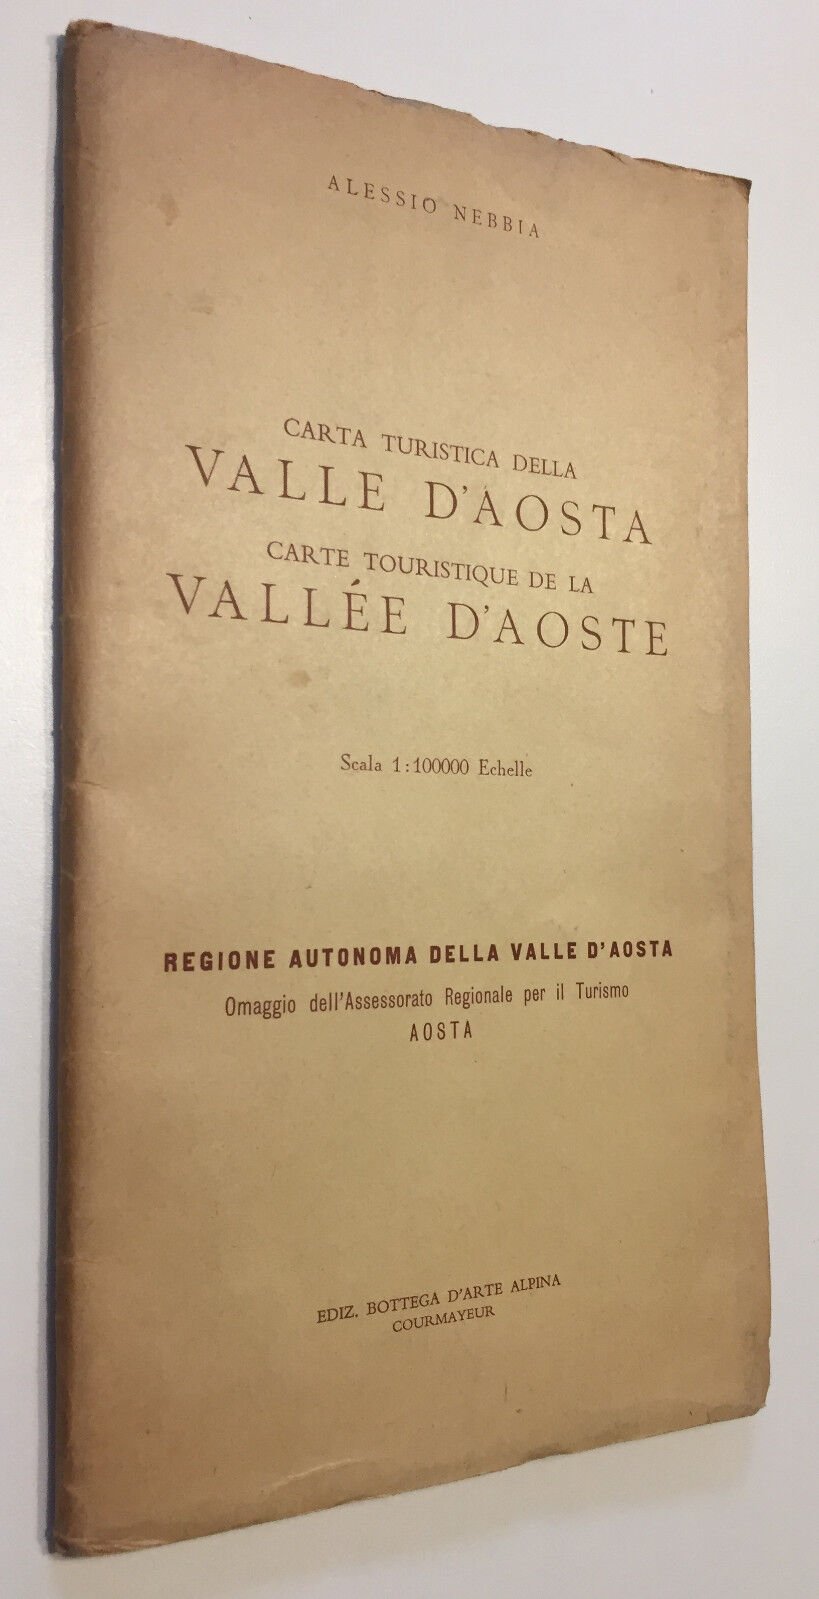 ALESSIO NEBBIA
CARTA TURISTICA DELLA
VALLE D'AOSTA
CARTE TOURISTIQUE DE LA
VALLÉE D'AOSTE
Scala 1:100000 Echelle
REGIONE AUTONOMA DELLA VALLE D'AOSTA
Omaggio dell'Assessorato Regionale per il Turismo
AOSTA
EDIZ. BOTTEGA D'ARTE ALPINA
COURMAYEUR